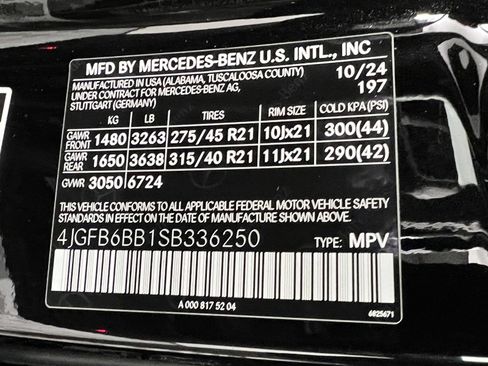 MFD BY MERCEDES-BENZ U.S. INTL., INC
MANUFACTURED IN USA (ALABAMA, TUSCALOOSA COUNTY) 10/24
UNDER CONTRACT FOR MERCEDES-BENZ AG, 197
STUTTGART (GERMANY)
KG LB TIRES RIM SIZE COLD KPA(PSI)
GAWR FRONT 1480 3263 275/45 R21 10Jx21 300(44)
GAWR REAR 1650 3638 315/40 R21 11Jx21 290(42)
GVWR 3050 6724
THIS VEHICLE CONFORMS TO ALL APPLICABLE FEDERAL MOTOR VEHICLE SAFETY
STANDARDS IN EFFECT ON THE DATE OF MANUFACTURE SHOWN ABOVE.
4JGFB6BB1SB336250 TYPE: MPV
A 000 817 52 04
6825671